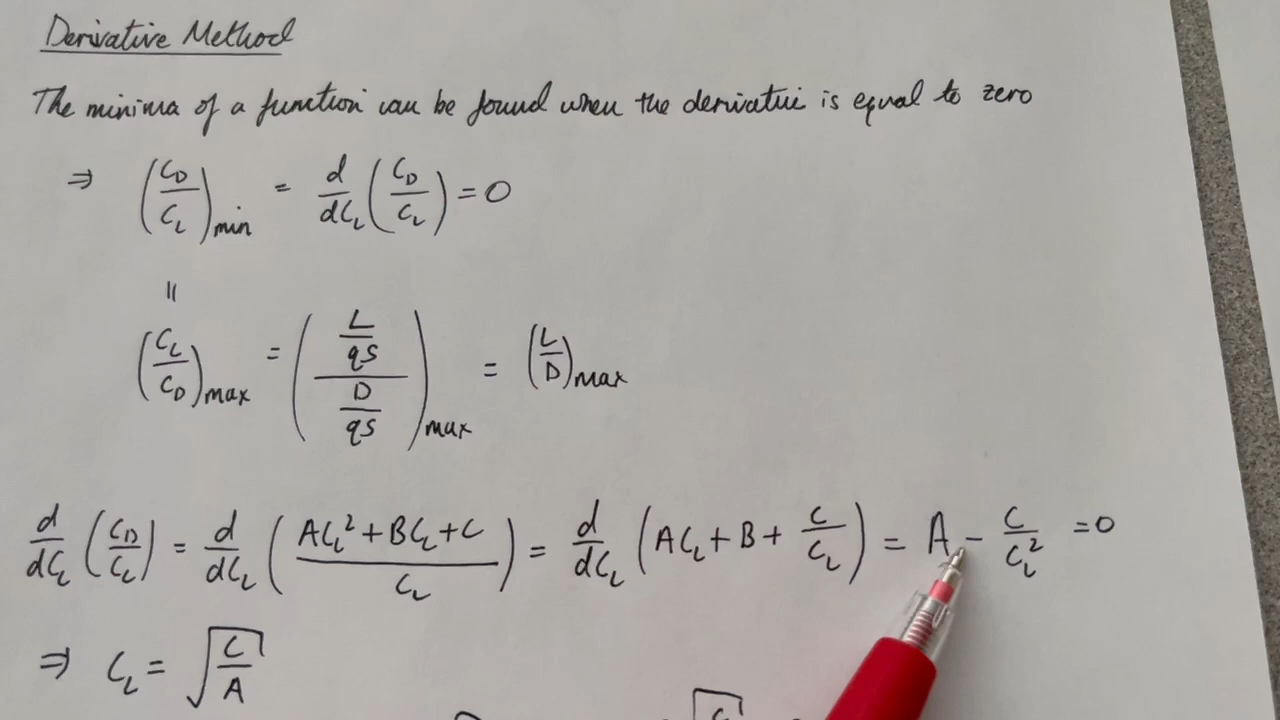 Derivative Method
The minima of a function can be found when the derivative is equal to zero
⇒ (C_D/C_L)_min = d/dC_L (C_D/C_L) = 0
=
(C_L/C_D)_max = ((L/qS)/(D/qS))_max = (L/D)_max
d/dC_L (C_D/C_L) = d/dC_L ((AC_L² + BC_L + C)/C_L) = d/dC_L (AC_L + B + C/C_L) = A - C/C_L² = 0
⇒ C_L = √(C/A)